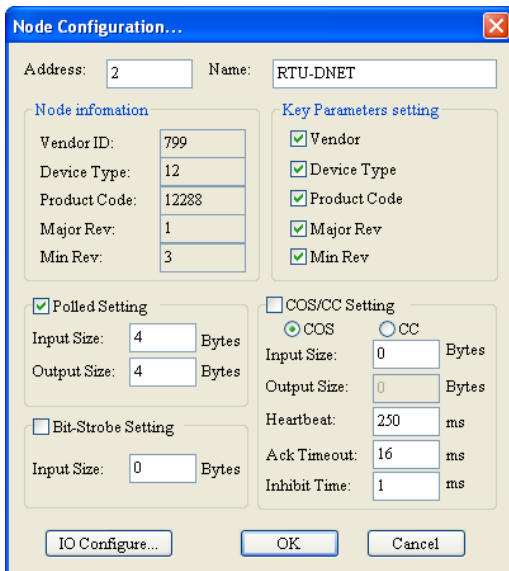 Node Configuration...
Address: 2 Name: RTU-DNET
Node infomation
Vendor ID: 799
Device Type: 12
Product Code: 12288
Major Rev: 1
Min Rev: 3
Key Parameters setting
Vendor
Device Type
Product Code
Major Rev
Min Rev
Polled Setting
Input Size: 4 Bytes
Output Size: 4 Bytes
Bit-Strobe Setting
Input Size: 0 Bytes
COS/CC Setting
COS CC
Input Size: 0 Bytes
Output Size: 0 Bytes
Heartbeat: 250 ms
Ack Timeout: 16 ms
Inhibit Time: 1 ms
IO Configure... OK Cancel